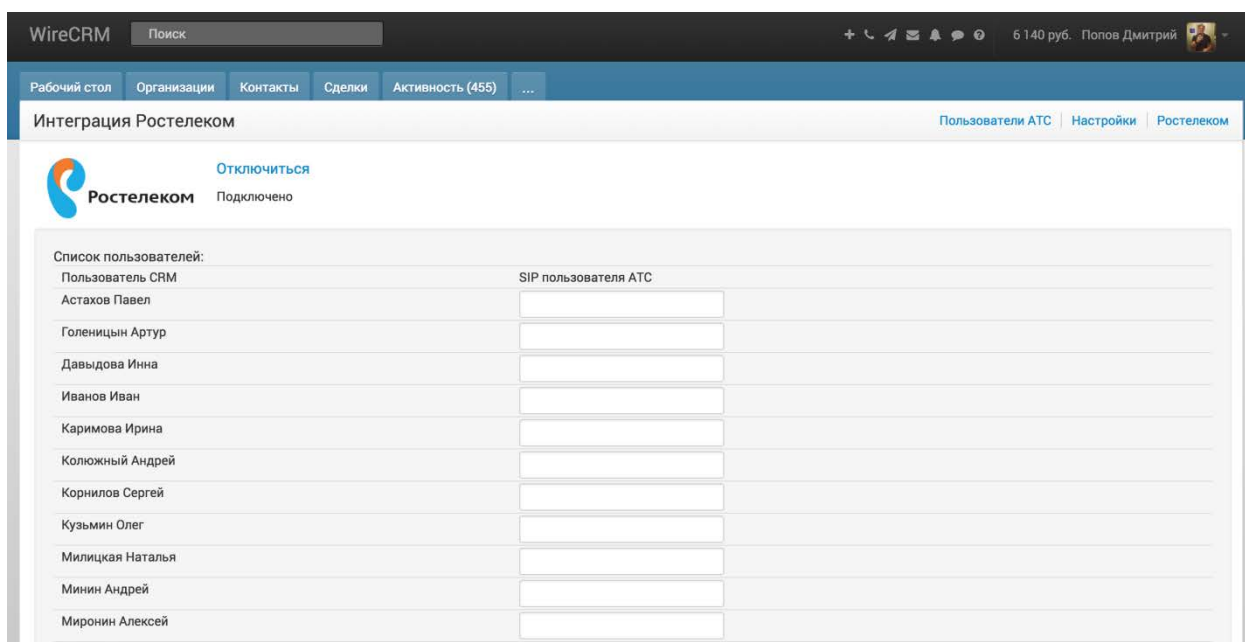 WireCRM Поиск 6 140 руб. Попов Дмитрий
Рабочий стол Организации Контакты Сделки Активность (455) ...
Интеграция Ростелеком Пользователи АТС Настройки Ростелеком
Отключиться
Ростелеком Подключено
Список пользователей:
Пользователь CRM SIP пользователя АТС
Астахов Павел
Голеницын Артур
Давыдова Инна
Иванов Иван
Каримова Ирина
Колюжный Андрей
Корнилов Сергей
Кузьмин Олег
Милицкая Наталья
Минин Андрей
Миронин Алексей